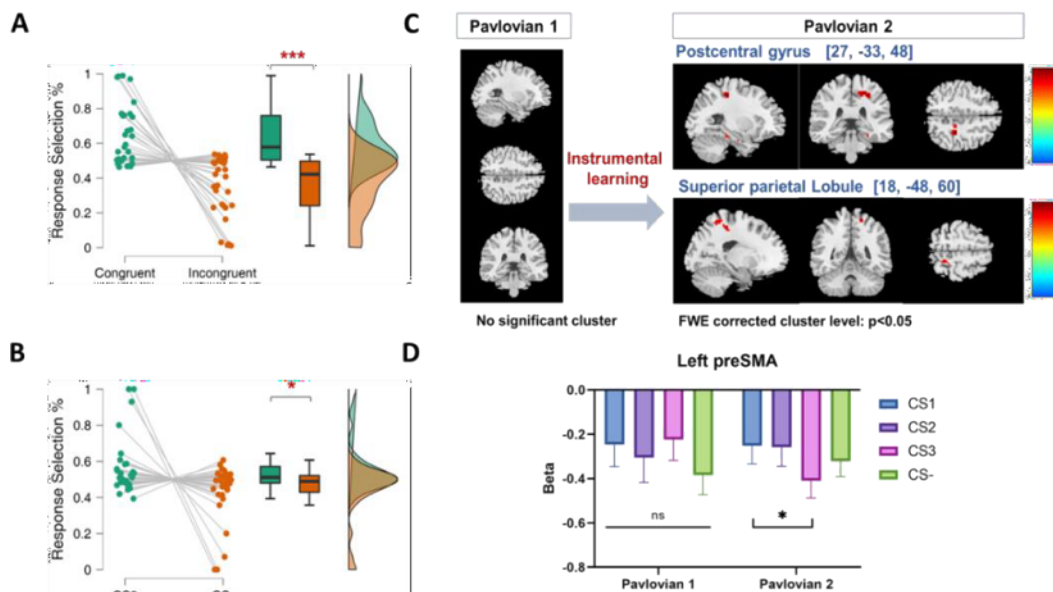 A
Response Selection %
1
0.8
0.6
0.4
0.2
0
***
Congruent
Incongruent
B
Response Selection %
1
0.8
0.6
0.4
0.2
0
*
C
Pavlovian 1
Pavlovian 2
Postcentral gyrus [27, -33, 48]
Instrumental
learning
Superior parietal Lobule [18, -48, 60]
No significant cluster
FWE corrected cluster level: p<0.05
D
Left preSMA
Beta
0.0
-0.2
-0.4
-0.6
-0.8
ns
*
Pavlovian 1
Pavlovian 2
CS1
CS2
CS3
CS-